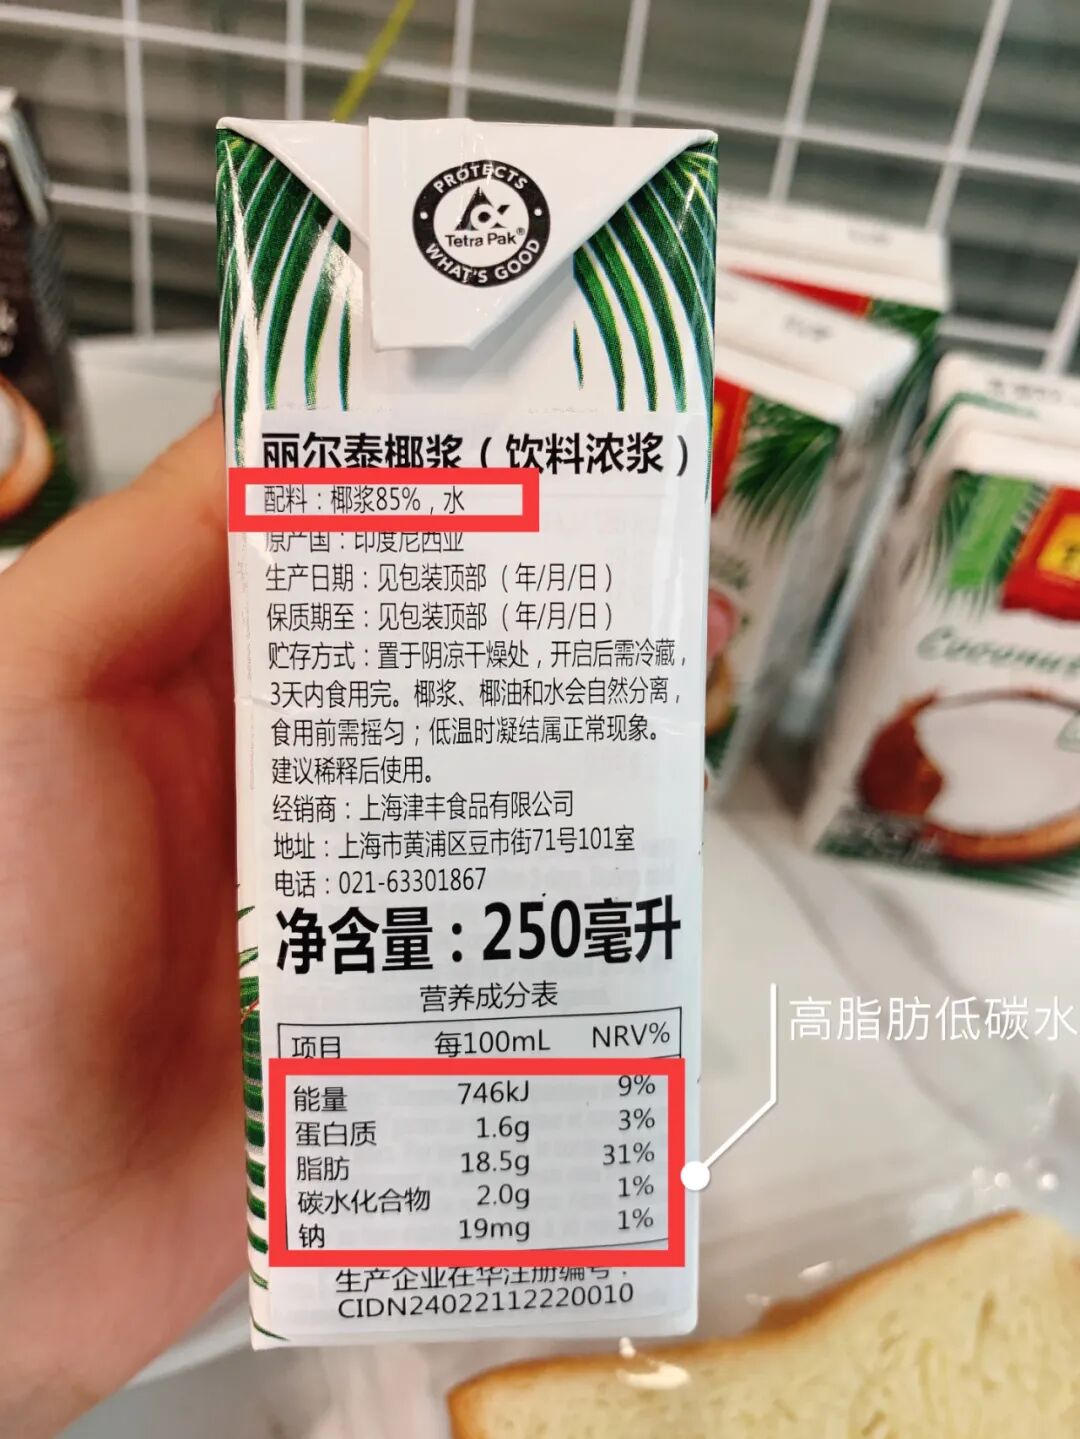 PROTECTS
Tetra Pak®
WHAT'S GOOD
丽尔泰椰浆（饮料浓浆）
配料：椰浆85%，水
原产国：印度尼西亚
生产日期：见包装顶部（年/月/日）
保质期至：见包装顶部（年/月/日）
贮存方式：置于阴凉干燥处，开启后需冷藏，
3天内食用完。椰浆、椰油和水会自然分离，
食用前需摇匀；低温时凝结属正常现象。
建议稀释后使用。
经销商：上海津丰食品有限公司
地址：上海市黄浦区豆市街71号101室
电话：021-63301867
净含量：250毫升
营养成分表
项目 每100mL NRV%
能量 746kJ 9%
蛋白质 1.6g 3%
脂肪 18.5g 31%
碳水化合物 2.0g 1%
钠 19mg 1%
生产企业在华注册编号：
CIDN24022112220010
高脂肪低碳水
Coconut